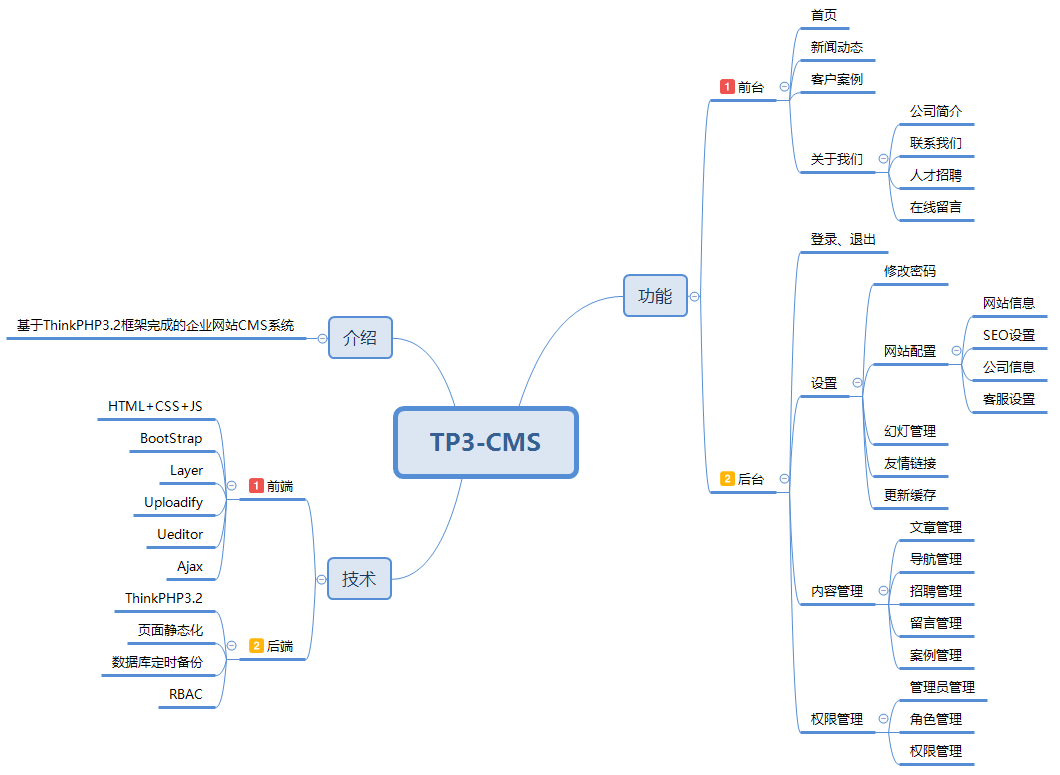 TP3-CMS
介绍
基于ThinkPHP3.2框架完成的企业网站CMS系统
技术
1 前端
HTML+CSS+JS
BootStrap
Layer
Uploadify
Ueditor
Ajax
2 后端
ThinkPHP3.2
页面静态化
数据库定时备份
RBAC
功能
1 前台
首页
新闻动态
客户案例
关于我们
公司简介
联系我们
人才招聘
在线留言
2 后台
登录、退出
设置
修改密码
网站配置
网站信息
SEO设置
公司信息
客服设置
幻灯管理
友情链接
更新缓存
内容管理
文章管理
导航管理
招聘管理
留言管理
案例管理
权限管理
管理员管理
角色管理
权限管理